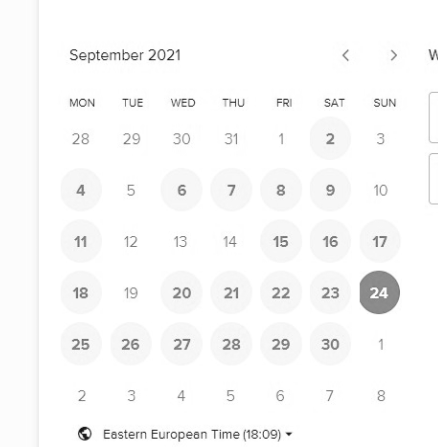 September 2021
W
MON TUE WED THU FRI SAT SUN
28 29 30 31 1 2 3
4 5 6 7 8 9 10
11 12 13 14 15 16 17
18 19 20 21 22 23 24
25 26 27 28 29 30 1
2 3 4 5 6 7 8
Eastern European Time (18:09)